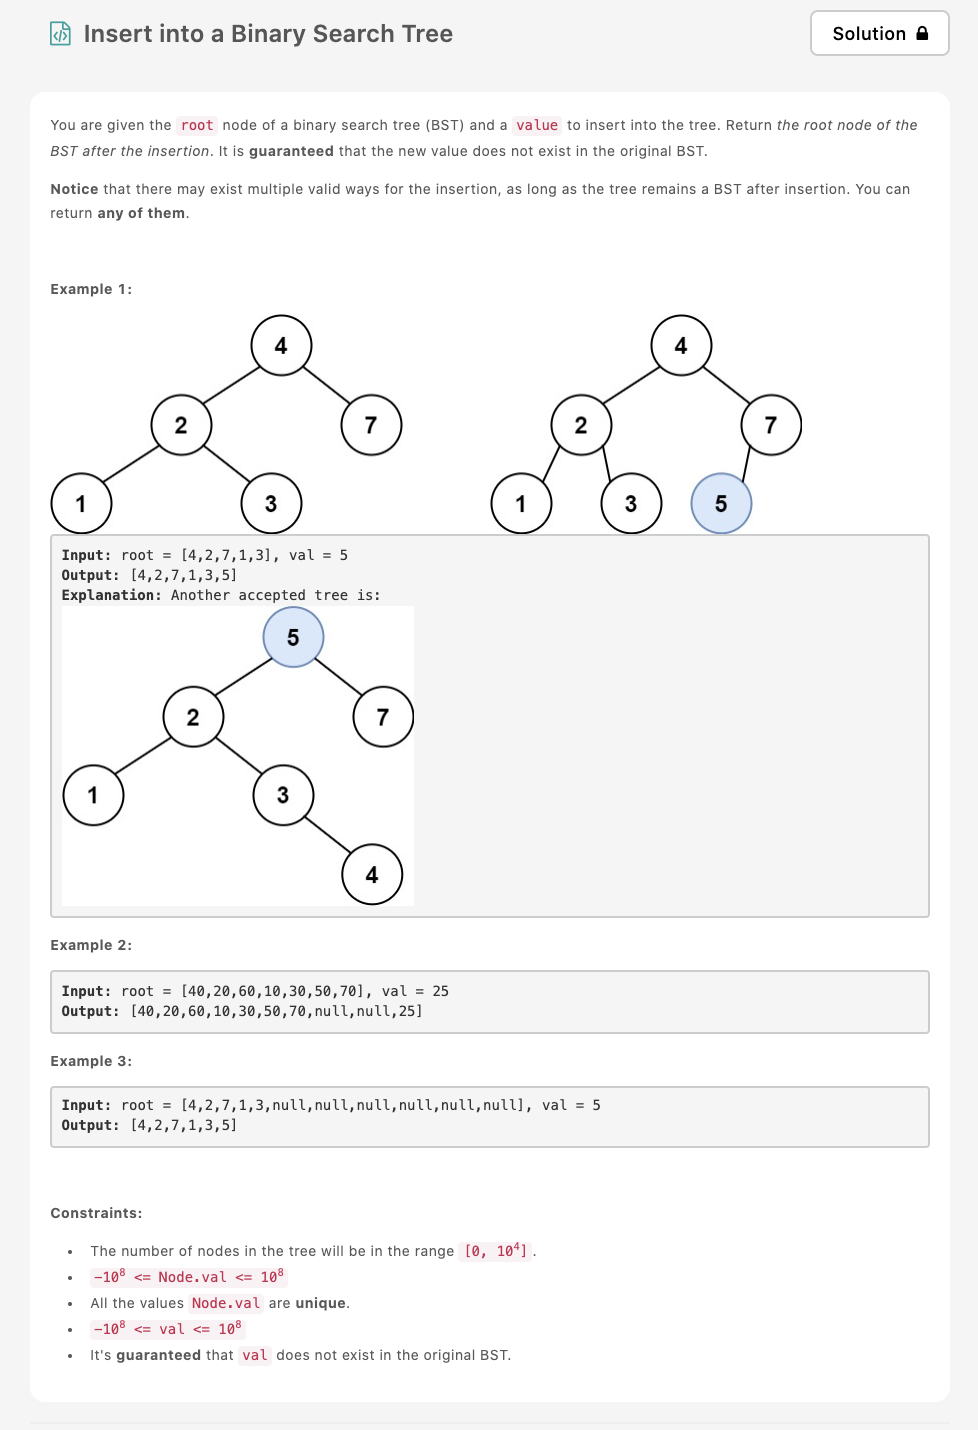 Insert into a Binary Search Tree
Solution
You are given the root node of a binary search tree (BST) and a value to insert into the tree. Return the root node of the
BST after the insertion. It is guaranteed that the new value does not exist in the original BST.
Notice that there may exist multiple valid ways for the insertion, as long as the tree remains a BST after insertion. You can
return any of them.
Example 1:
4 4
2 7 2 7
1 3 1 3 5
Input: root = [4,2,7,1,3], val = 5
Output: [4,2,7,1,3,5]
Explanation: Another accepted tree is:
5
2 7
1 3
4
Example 2:
Input: root = [40,20,60,10,30,50,70], val = 25
Output: [40,20,60,10,30,50,70,null,null,25]
Example 3:
Input: root = [4,2,7,1,3,null,null,null,null,null,null], val = 5
Output: [4,2,7,1,3,5]
Constraints:
• The number of nodes in the tree will be in the range [0, 10⁴].
• −10⁸ <= Node.val <= 10⁸
• All the values Node.val are unique.
• −10⁸ <= val <= 10⁸
• It's guaranteed that val does not exist in the original BST.